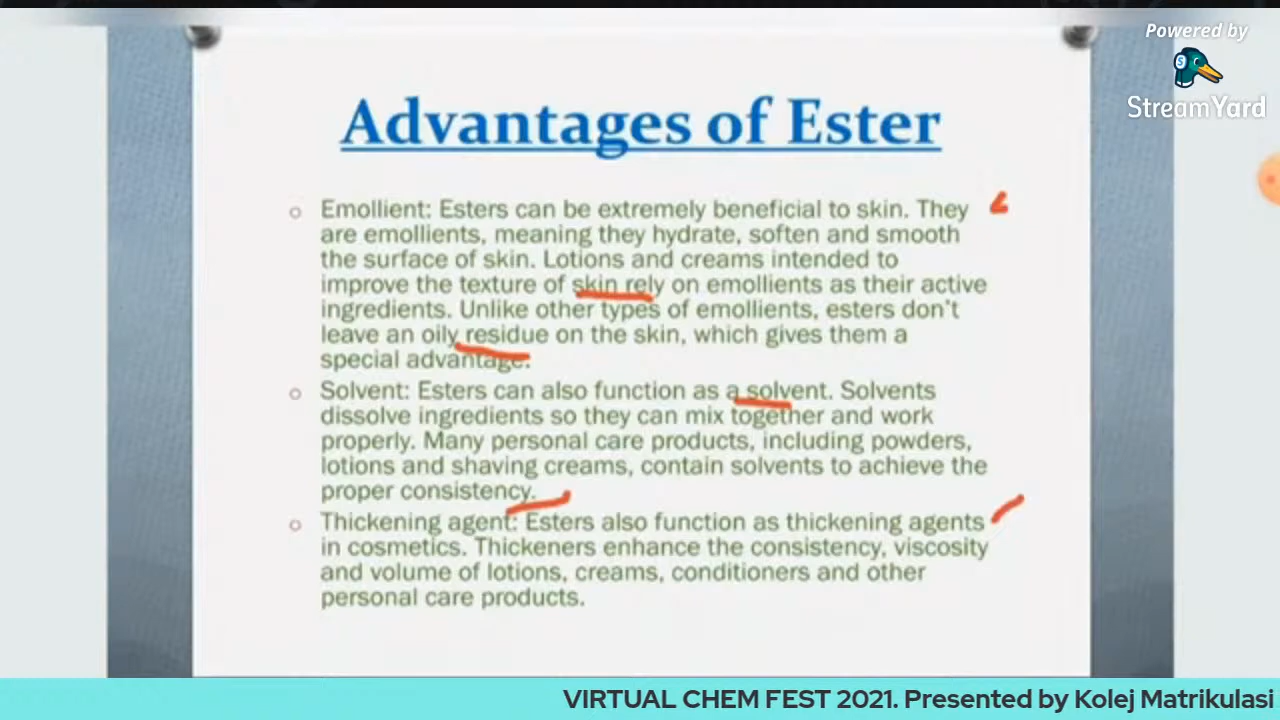 Powered by
StreamYard
Advantages of Ester
Emollient: Esters can be extremely beneficial to skin. They
are emollients, meaning they hydrate, soften and smooth
the surface of skin. Lotions and creams intended to
improve the texture of skin rely on emollients as their active
ingredients. Unlike other types of emollients, esters don't
leave an oily residue on the skin, which gives them a
special advantage.
Solvent: Esters can also function as a solvent. Solvents
dissolve ingredients so they can mix together and work
properly. Many personal care products, including powders,
lotions and shaving creams, contain solvents to achieve the
proper consistency.
Thickening agent: Esters also function as thickening agents
in cosmetics. Thickeners enhance the consistency, viscosity
and volume of lotions, creams, conditioners and other
personal care products.
VIRTUAL CHEM FEST 2021. Presented by Kolej Matrikulasi